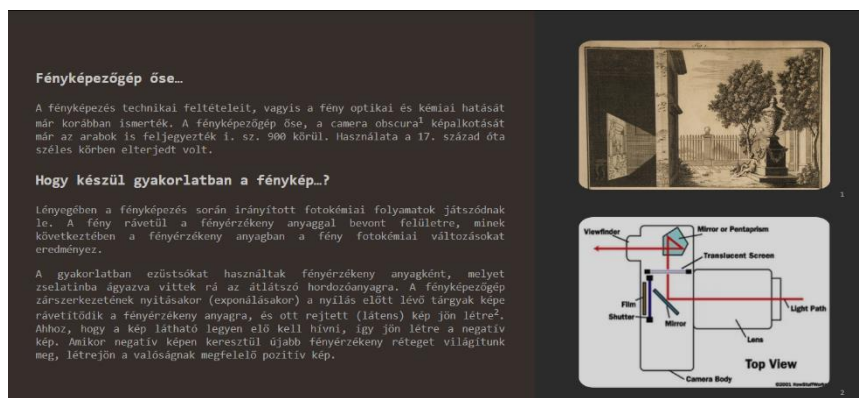 Fényképezőgép őse…
A fényképezés technikai feltételeit, vagyis a fény optikai és kémiai hatását
már korábban ismerték. A fényképezőgép őse, a camera obscura¹ képalkotását
már az arabok is feljegyezték i. sz. 900 körül. Használata a 17. század óta
széles körben elterjedt volt.
Hogy készül gyakorlatban a fénykép…?
Lényegében a fényképezés során irányított fotokémiai folyamatok játszódnak
le. A fény rávetül a fényérzékeny anyaggal bevont felületre, minek
következtében a fényérzékeny anyagban a fény fotokémiai változásokat
eredményez.
A gyakorlatban ezüstsókat használtak fényérzékeny anyagként, melyet
zselatinba ágyazva vittek rá az átlátszó hordozóanyagra. A fényképezőgép
zárszerkezetének nyitásakor (exponálásakor) a nyílás előtt lévő tárgyak képe
rávetítődik a fényérzékeny anyagra, és ott rejtett (látens) kép jön létre².
Ahhoz, hogy a kép látható legyen elő kell hívni, így jön létre a negatív
kép. Amikor negatív képen keresztül újabb fényérzékeny réteget világítunk
meg, létrejön a valóságnak megfelelő pozitív kép.
1
Viewfinder
Mirror or Pentaprism
Translucent Screen
Film
Shutter
Mirror
Light Path
Lens
Top View
Camera Body
©2001 HowStuffWorks
2